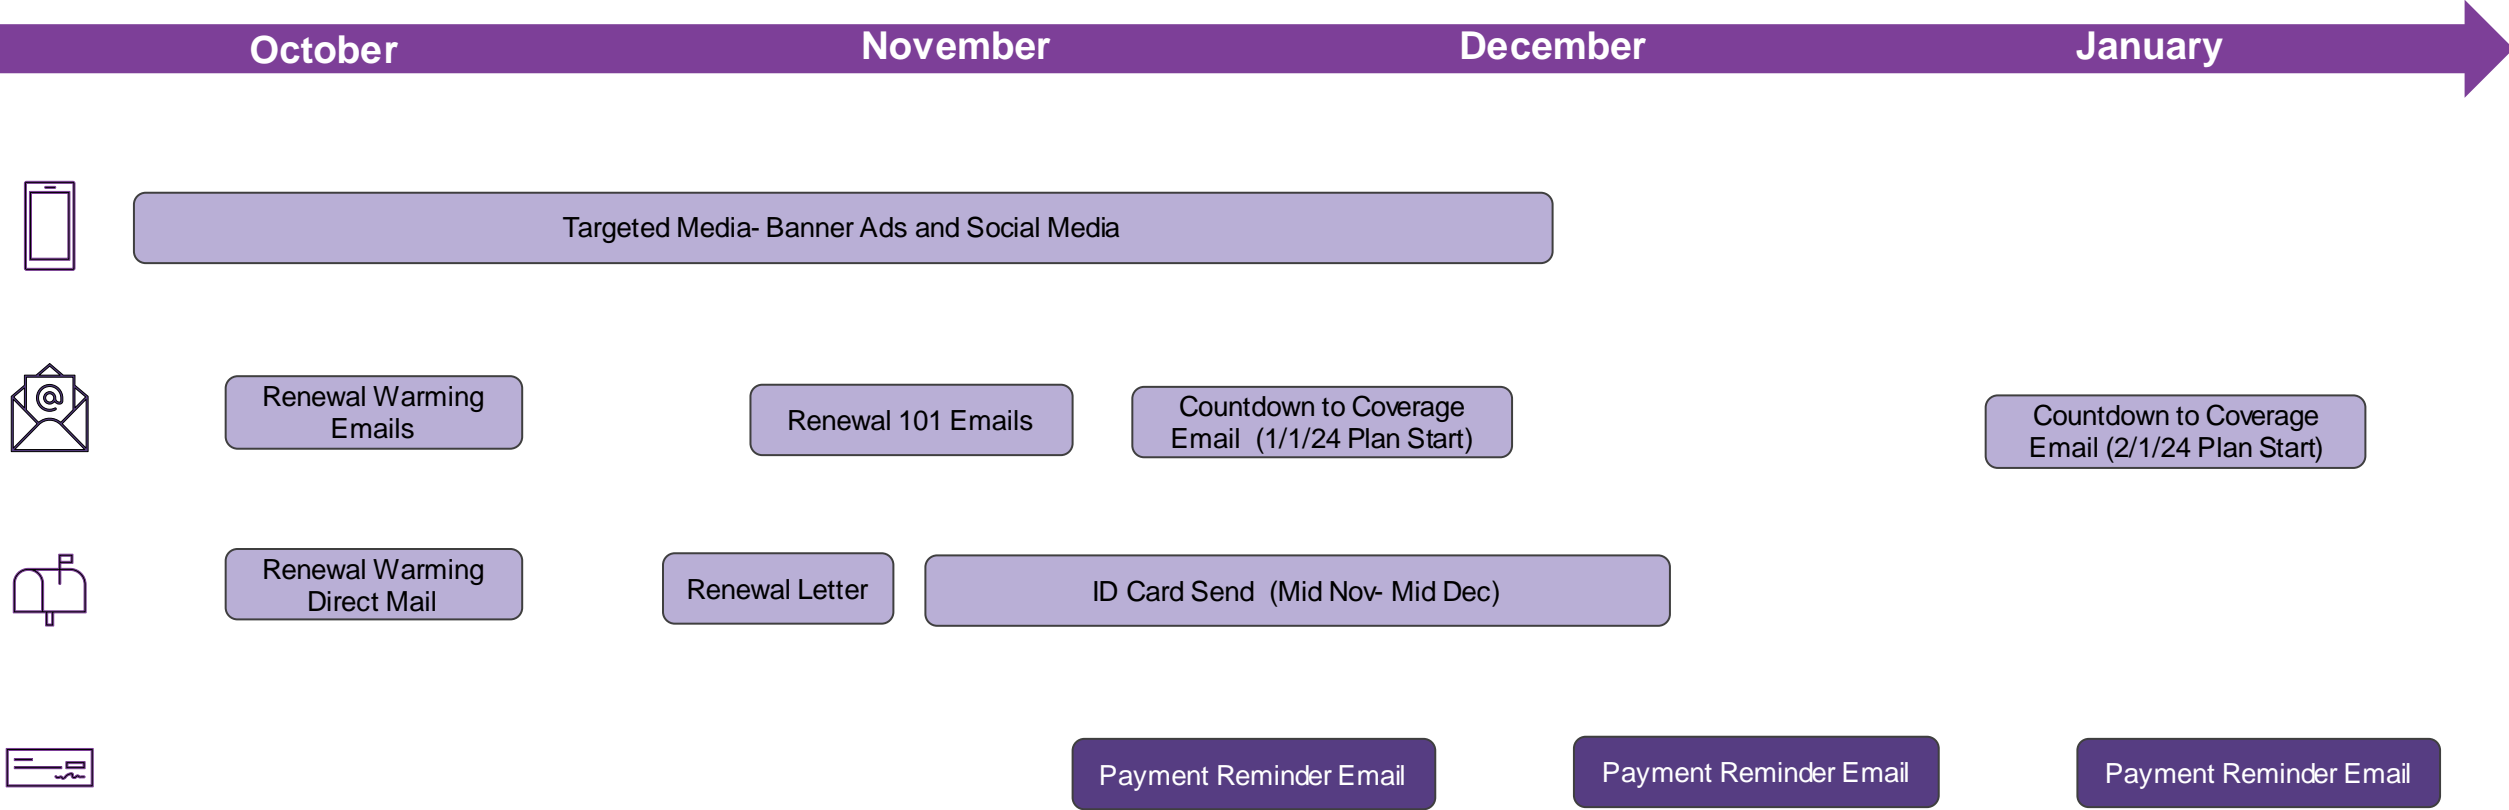 October
November
December
January
Targeted Media- Banner Ads and Social Media
Renewal Warming
Emails
Renewal 101 Emails
Countdown to Coverage
Email (1/1/24 Plan Start)
Countdown to Coverage
Email (2/1/24 Plan Start)
Renewal Warming
Direct Mail
Renewal Letter
ID Card Send (Mid Nov- Mid Dec)
Payment Reminder Email
Payment Reminder Email
Payment Reminder Email